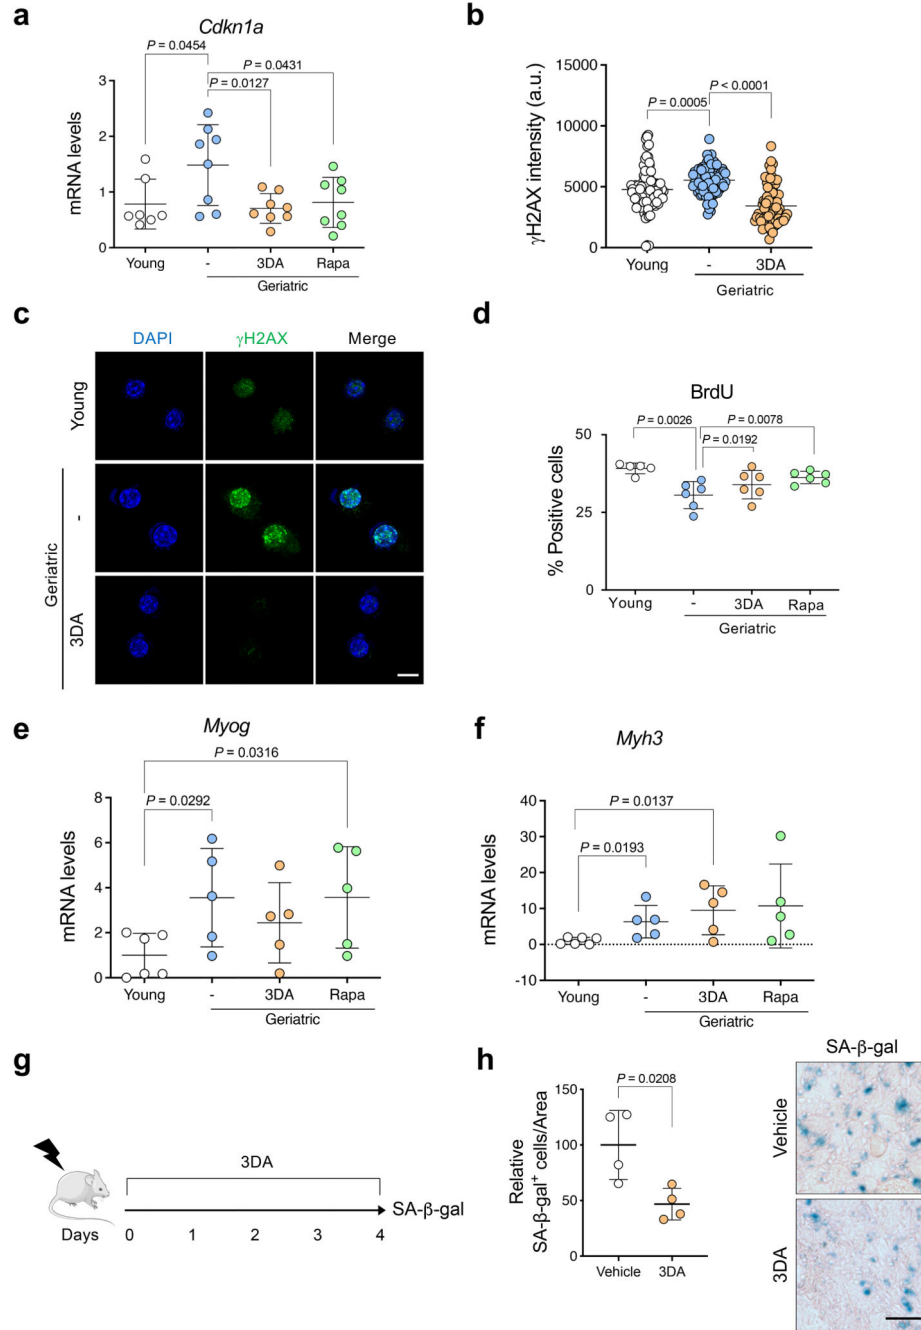 a
Cdkn1a
P = 0.0454
P = 0.0431
P = 0.0127
mRNA levels
3
2
1
0
Young
-
3DA
Rapa
Geriatric
b
γH2AX intensity (a.u.)
15000
10000
5000
0
P < 0.0001
P = 0.0005
Young
-
3DA
Geriatric
c
DAPI
γH2AX
Merge
Young
-
3DA
Geriatric
d
BrdU
P = 0.0026
P = 0.0078
P = 0.0192
% Positive cells
50
25
0
Young
-
3DA
Rapa
Geriatric
e
Myog
P = 0.0316
P = 0.0292
mRNA levels
8
6
4
2
0
Young
-
3DA
Rapa
Geriatric
f
Myh3
P = 0.0137
P = 0.0193
mRNA levels
40
30
20
10
0
-10
Young
-
3DA
Rapa
Geriatric
g
3DA
SA-β-gal
Days
0 1 2 3 4
h
Relative
SA-β-gal⁺ cells/Area
150
100
50
0
P = 0.0208
Vehicle
3DA
SA-β-gal
Vehicle
3DA